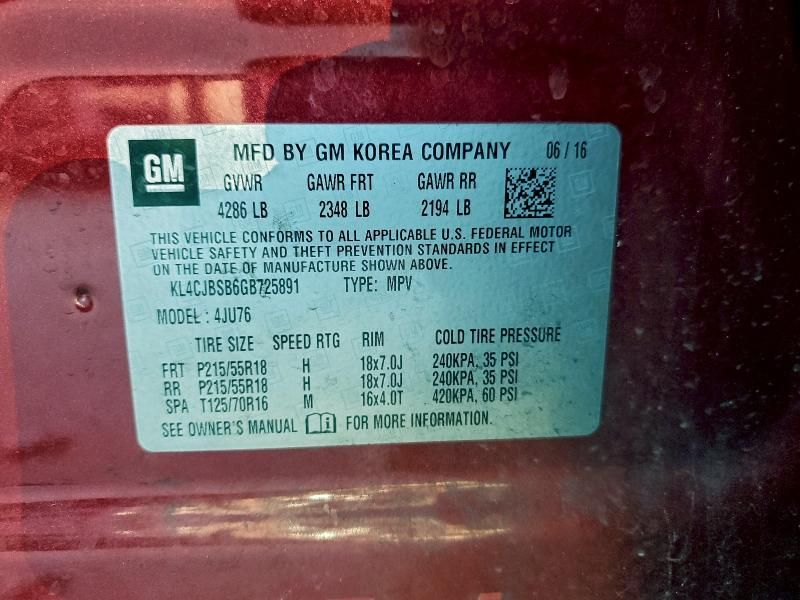 GM
MFD BY GM KOREA COMPANY 06 / 16
GVWR GAWR FRT GAWR RR
4286 LB 2348 LB 2194 LB
THIS VEHICLE CONFORMS TO ALL APPLICABLE U.S. FEDERAL MOTOR
VEHICLE SAFETY AND THEFT PREVENTION STANDARDS IN EFFECT
ON THE DATE OF MANUFACTURE SHOWN ABOVE.
KL4CJBSB6GB725891 TYPE: MPV
MODEL : 4JU76
TIRE SIZE SPEED RTG RIM COLD TIRE PRESSURE
FRT P215/55R18 H 18x7.0J 240KPA, 35 PSI
RR P215/55R18 H 18x7.0J 240KPA, 35 PSI
SPA T125/70R16 M 16x4.0T 420KPA, 60 PSI
SEE OWNER'S MANUAL FOR MORE INFORMATION.